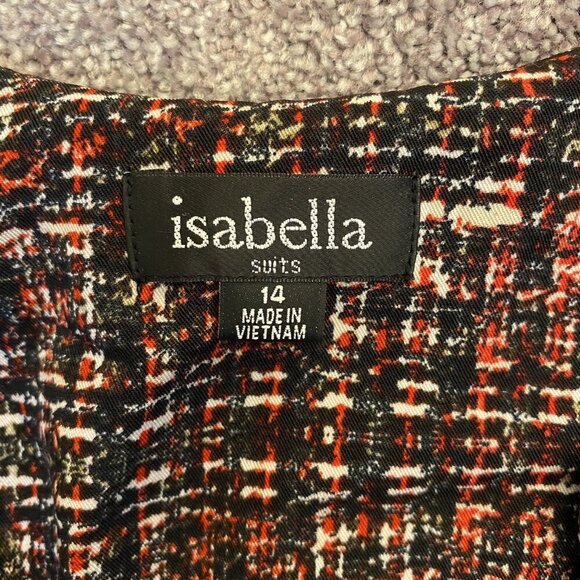 isabella
suits
14
MADE IN
VIETNAM